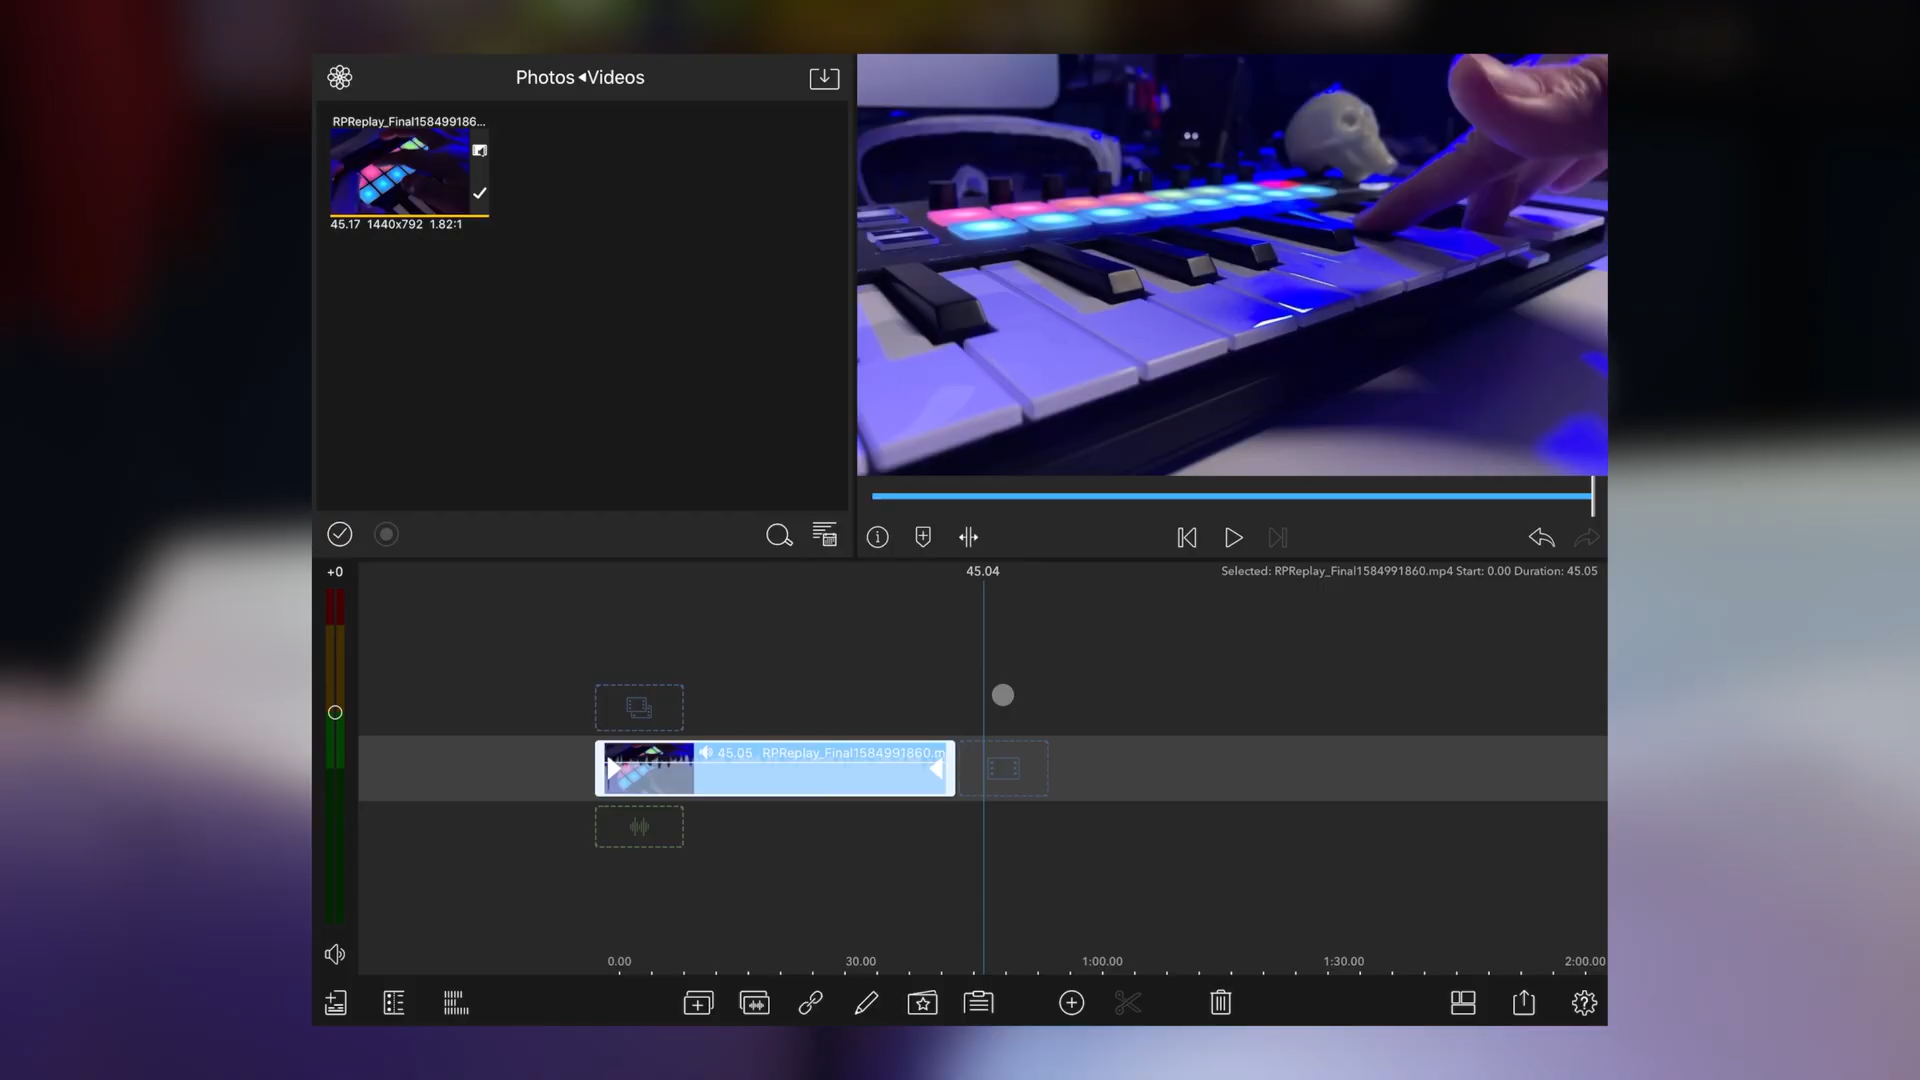 Photos◂Videos
RPReplay_Final158499186...
45.17 1440x792 1.82:1
+0
45.04
Selected: RPReplay_Final1584991860.mp4 Start: 0.00 Duration: 45.05
45.05 RPReplay_Final1584991860.m
0.00 30.00 1:00.00 1:30.00 2:00.00